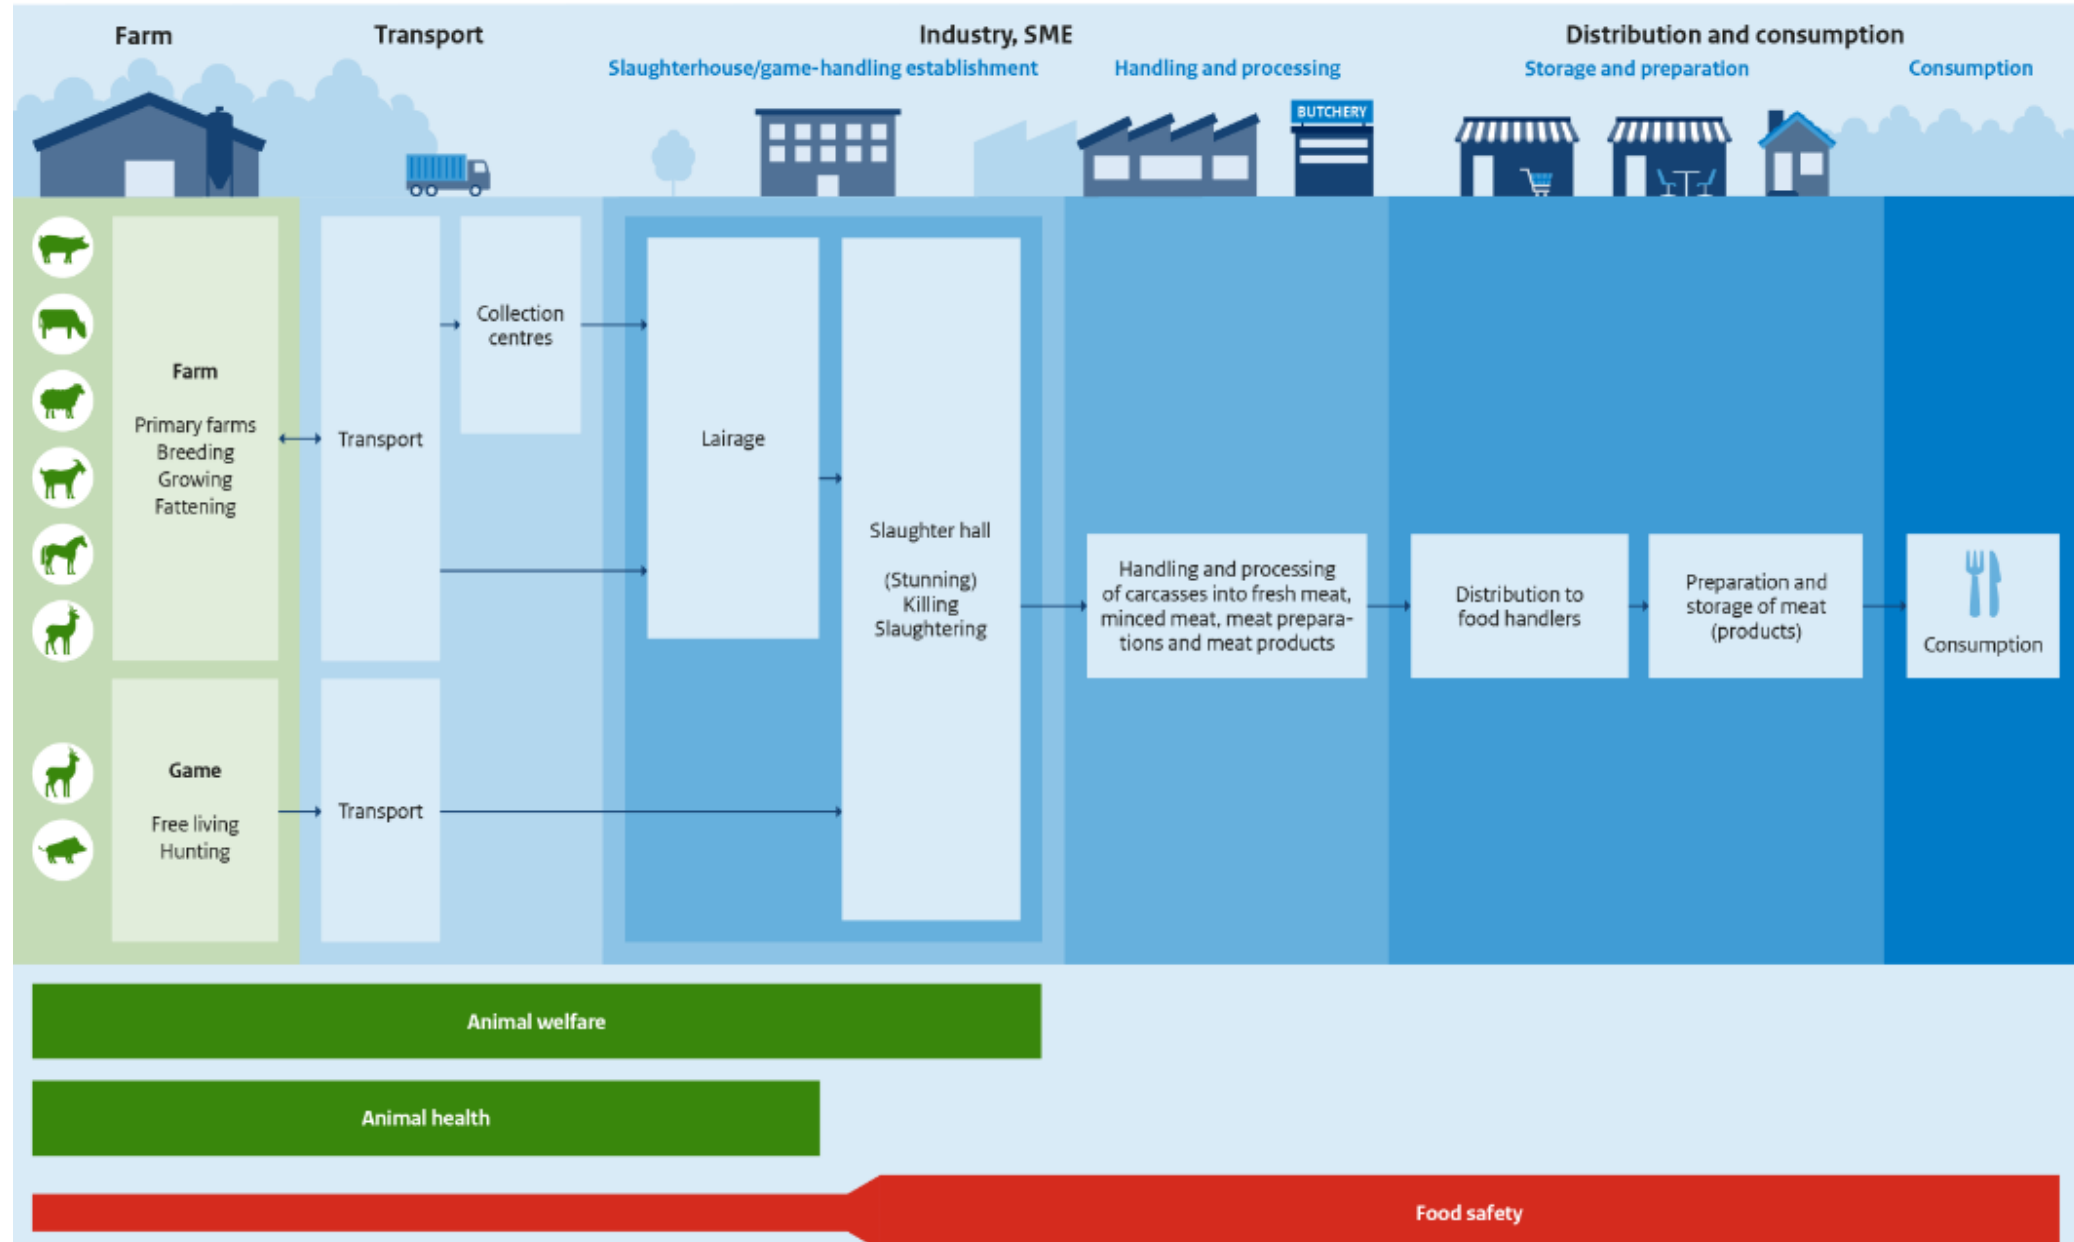 Farm
Transport
Industry, SME
Distribution and consumption
Slaughterhouse/game-handling establishment
Handling and processing
Storage and preparation
Consumption
BUTCHERY
Farm
Primary farms
Breeding
Growing
Fattening
Transport
Collection
centres
Lairage
Slaughter hall
(Stunning)
Killing
Slaughtering
Handling and processing
of carcasses into fresh meat,
minced meat, meat prepara-
tions and meat products
Distribution to
food handlers
Preparation and
storage of meat
(products)
Consumption
Game
Free living
Hunting
Transport
Animal welfare
Animal health
Food safety